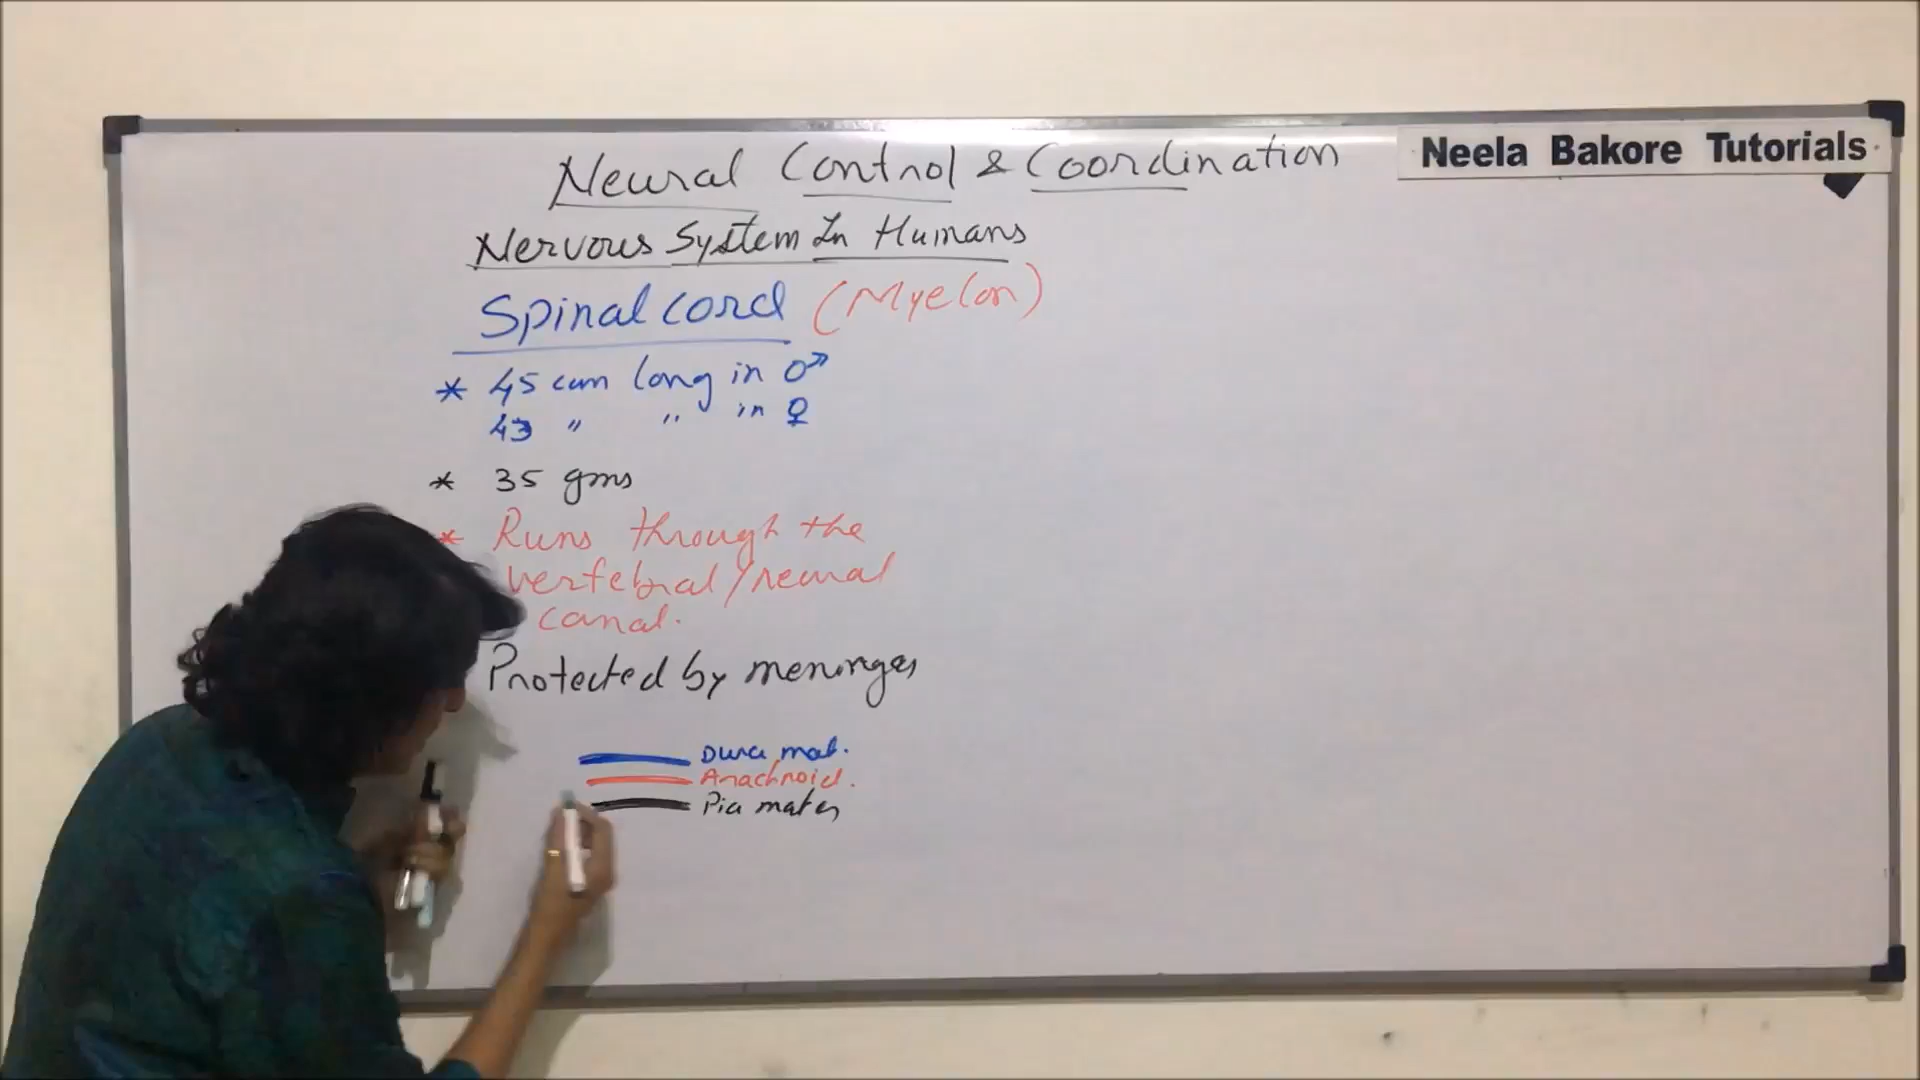 Neural Control & Coordination
Neela Bakore Tutorials
Nervous System In Humans
Spinal cord (Myelon)
* 45 cm long in ♂
43 " " in ♀
* 35 gms
* Runs through the
vertebral/neural
canal.
Protected by meninges
Dura mat.
Arachnoid.
Pia mater